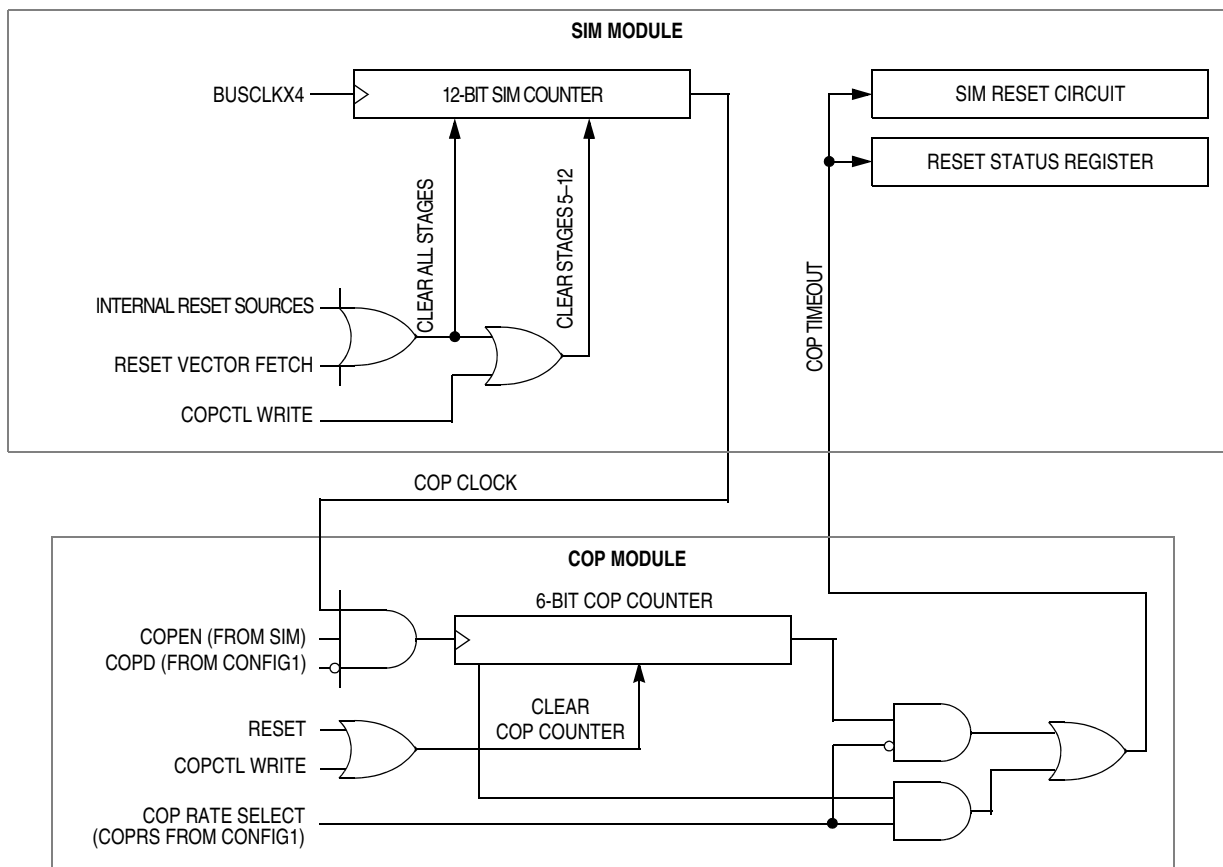 SIM MODULE
BUSCLKX4
12-BIT SIM COUNTER
SIM RESET CIRCUIT
RESET STATUS REGISTER
CLEAR ALL STAGES
CLEAR STAGES 5–12
INTERNAL RESET SOURCES
RESET VECTOR FETCH
COPCTL WRITE
COP TIMEOUT
COP CLOCK
COP MODULE
6-BIT COP COUNTER
COPEN (FROM SIM)
COPD (FROM CONFIG1)
CLEAR
COP COUNTER
RESET
COPCTL WRITE
COP RATE SELECT
(COPRS FROM CONFIG1)